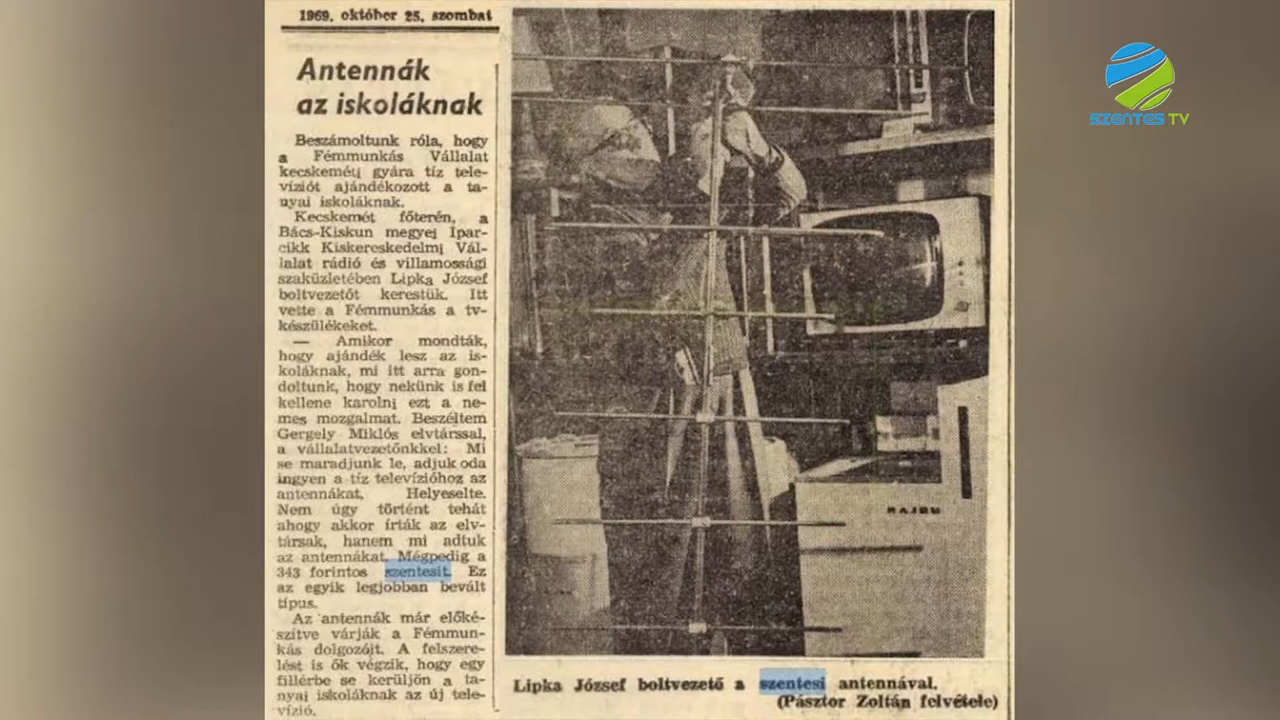 1969. október 25. szombat
Antennák
az iskoláknak
Beszámoltunk róla, hogy
a Fémmunkás Vállalat
kecskeméti gyára tíz tele-
víziót ajándékozott a ta-
nyai iskoláknak.
Kecskemét főterén, a
Bács-Kiskun megyei Ipar-
cikk Kiskereskedelmi Vál-
lalat rádió és villamossági
szaküzletében Lipka József
boltvezetőt kerestük. Itt
vette a Fémmunkás a tv-
készülékeket.
— Amikor mondták,
hogy ajándék lesz az is-
koláknak, mi itt arra gon-
doltunk, hogy nekünk is fel
kellene karolni ezt a ne-
mes mozgalmat. Beszéltem
Gergely Miklós elvtárssal,
a vállalatvezetőnkkel: Mi
se maradjunk le, adjuk oda
ingyen a tíz televízióhoz az
antennákat. Helyeselte.
Nem úgy történt tehát
ahogy akkor írták az elv-
társak, hanem mi adtuk
az antennákat. Mégpedig a
343 forintos szentesit. Ez
az egyik legjobban bevált
típus.
Az antennák már előké-
szítve várják a Fémmun-
kás dolgozóit. A felszere-
lést is ők végzik, hogy egy
fillérbe se kerüljön a ta-
nyai iskoláknak az új tele-
vízió.
Lipka József boltvezető a szentesi antennával.
(Pásztor Zoltán felvétele)
SZENTES TV